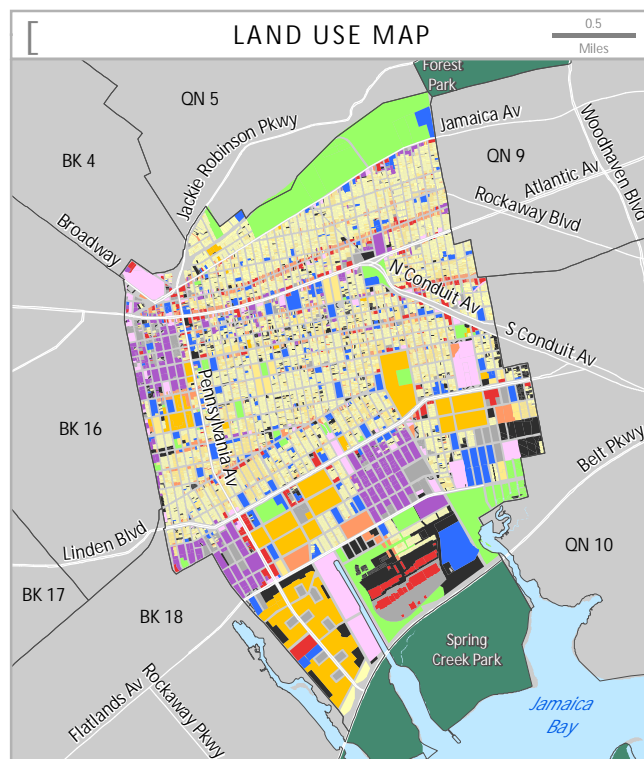 [ LAND USE MAP
0.5
Miles
Forest
Park
QN 5
Jamaica Av
Jackie Robinson Pkwy
Woodhaven Blvd
BK 4
QN 9
Atlantic Av
Rockaway Blvd
Broadway
N Conduit Av
S Conduit Av
Pennsylvania Av
BK 16
Belt Pkwy
Linden Blvd
QN 10
BK 17
BK 18
Spring
Creek Park
Rockaway Pkwy
Flatlands Av
Jamaica
Bay